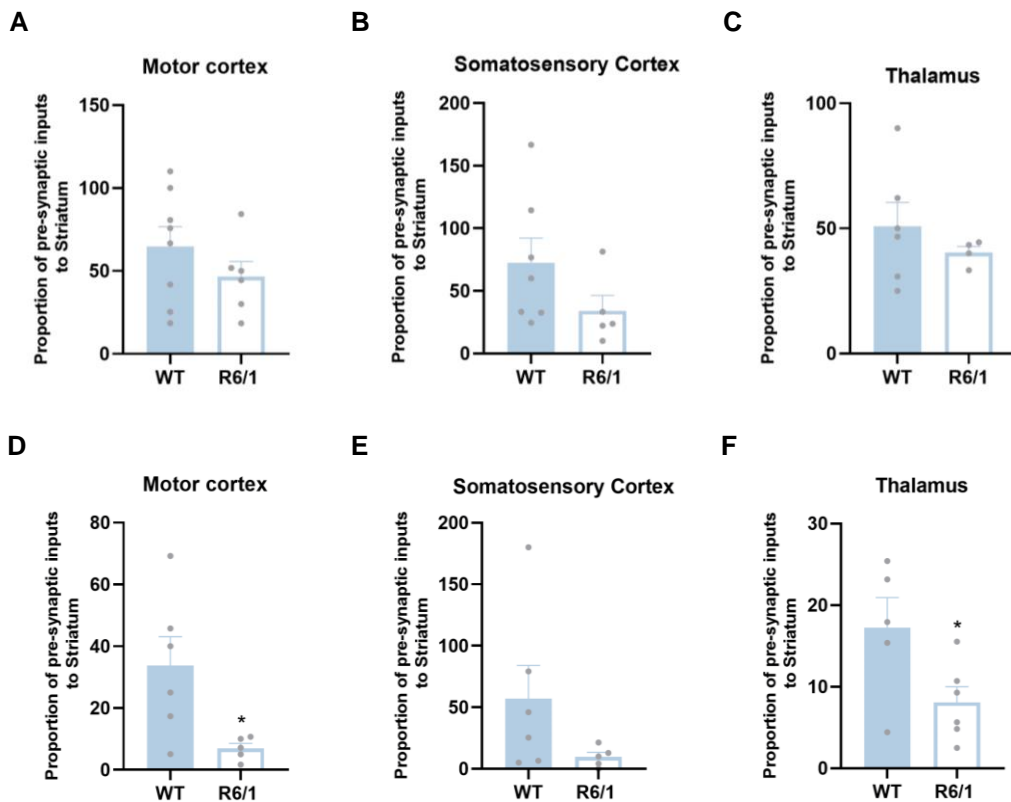 A
Motor cortex
Proportion of pre-synaptic inputs
to Striatum
150
100
50
0
WT R6/1
B
Somatosensory Cortex
Proportion of pre-synaptic inputs
to Striatum
200
150
100
50
0
WT R6/1
C
Thalamus
Proportion of pre-synaptic inputs
to Striatum
100
50
0
WT R6/1
D
Motor cortex
Proportion of pre-synaptic inputs
to Striatum
80
60
40
20
0
*
WT R6/1
E
Somatosensory Cortex
Proportion of pre-synaptic inputs
to Striatum
200
150
100
50
0
WT R6/1
F
Thalamus
Proportion of pre-synaptic inputs
to Striatum
30
20
10
0
*
WT R6/1